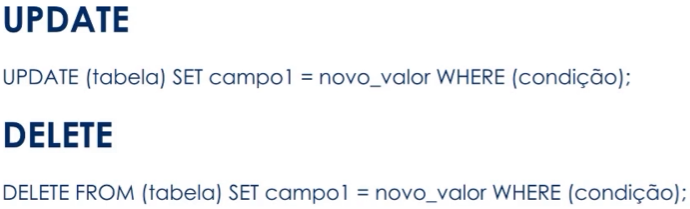 UPDATE
UPDATE (tabela) SET campo1 = novo_valor WHERE (condição);
DELETE
DELETE FROM (tabela) SET campo1 = novo_valor WHERE (condição);